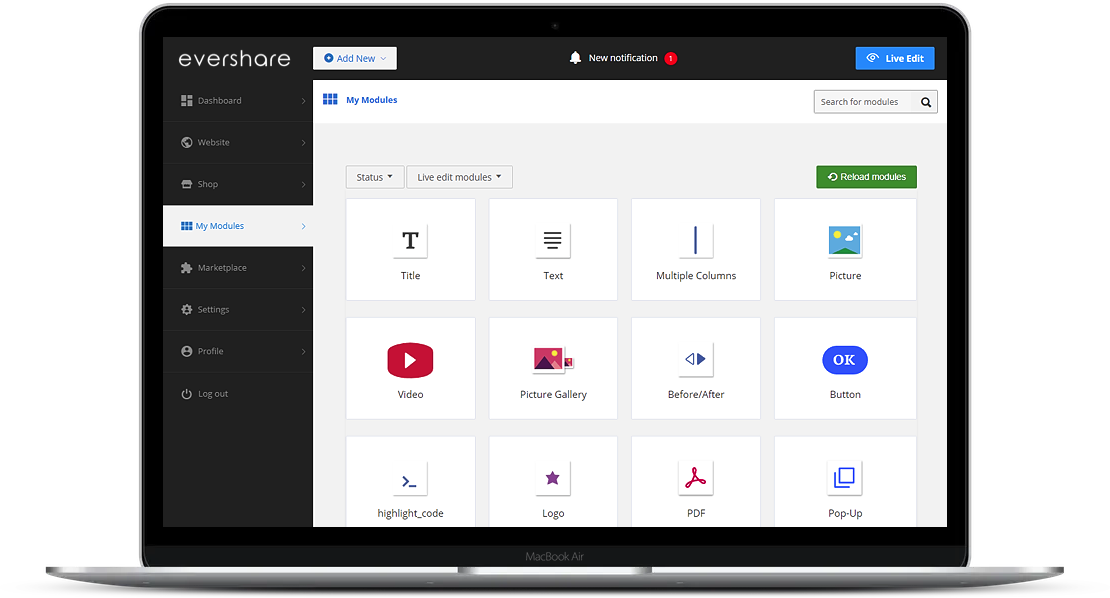 evershare
Add New
New notification 1
Live Edit
Dashboard
Website
Shop
My Modules
Marketplace
Settings
Profile
Log out
My Modules
Search for modules
Status
Live edit modules
Reload modules
T
Title
Text
Multiple Columns
Picture
Video
Picture Gallery
Before/After
OK
Button
>_
highlight_code
Logo
PDF
Pop-Up
MacBook Air